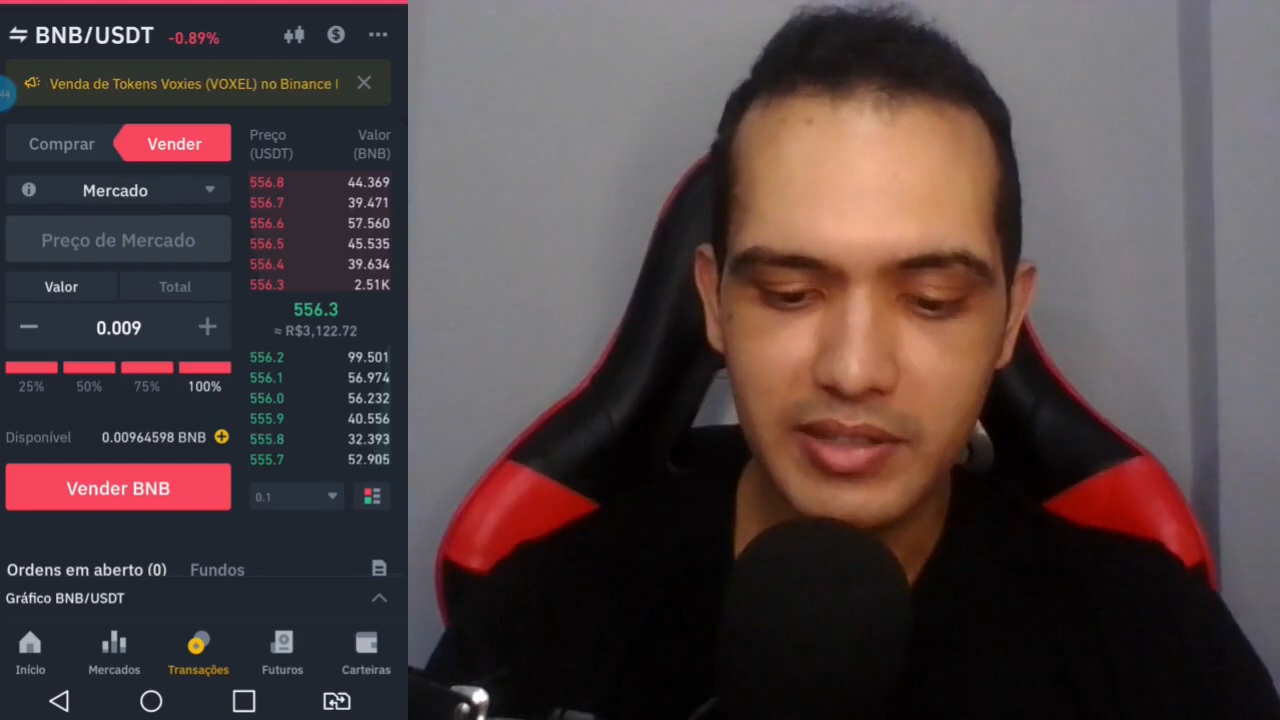 BNB/USDT -0.89%
44
Venda de Tokens Voxies (VOXEL) no Binance
Comprar Vender
Mercado
Preço de Mercado
Valor Total
0.009
25% 50% 75% 100%
Disponível 0.00964598 BNB
Vender BNB
Preço Valor
(USDT) (BNB)
556.8 44.369
556.7 39.471
556.6 57.560
556.5 45.535
556.4 39.634
556.3 2.51K
556.3
≈ R$3,122.72
556.2 99.501
556.1 56.974
556.0 56.232
555.9 40.556
555.8 32.393
555.7 52.905
0.1
Ordens em aberto (0) Fundos
Gráfico BNB/USDT
Início Mercados Transações Futuros Carteiras